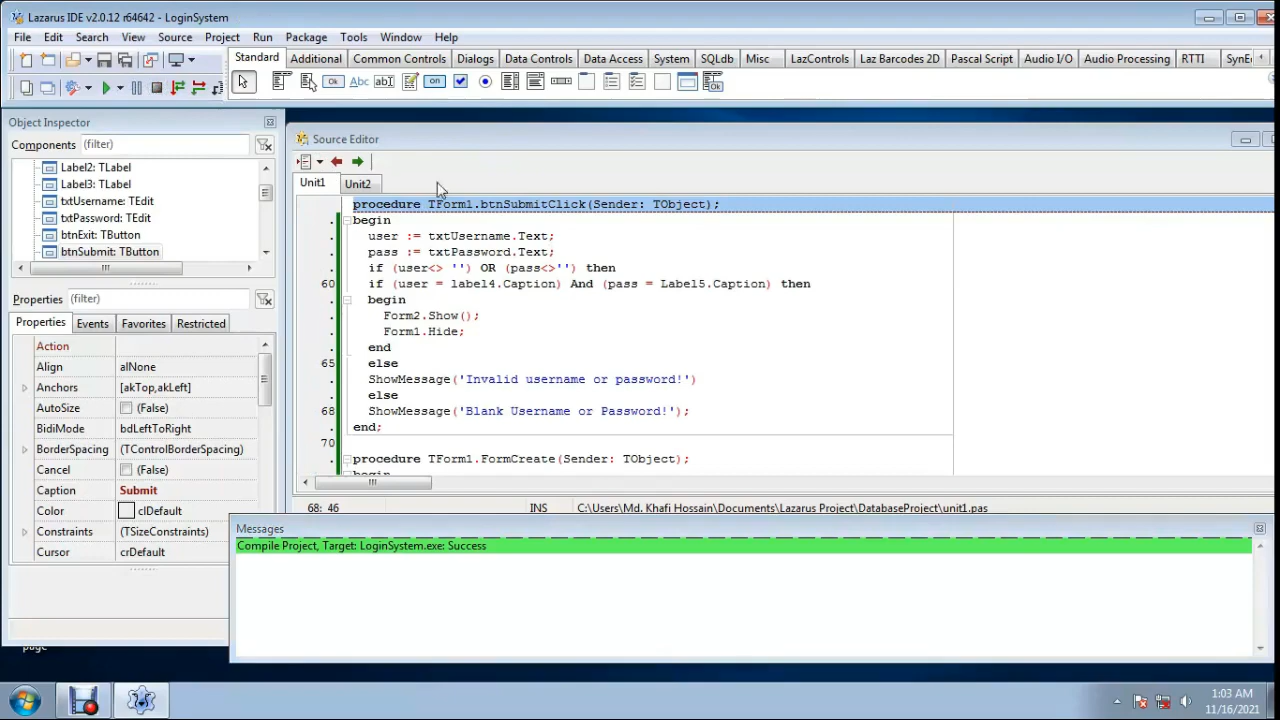 Lazarus IDE v2.0.12 r64642 - LoginSystem
File Edit Search View Source Project Run Package Tools Window Help
Standard Additional Common Controls Dialogs Data Controls Data Access System SQLdb Misc LazControls Laz Barcodes 2D Pascal Script Audio I/O Audio Processing RTTI SynE
Ok Abc abI on Ok
Object Inspector
Components (filter)
Label2: TLabel
Label3: TLabel
txtUsername: TEdit
txtPassword: TEdit
btnExit: TButton
btnSubmit: TButton
Properties (filter)
Properties Events Favorites Restricted
Action
Align alNone
Anchors [akTop,akLeft]
AutoSize (False)
BidiMode bdLeftToRight
BorderSpacing (TControlBorderSpacing)
Cancel (False)
Caption Submit
Color clDefault
Constraints (TSizeConstraints)
Cursor crDefault
page
Source Editor
Unit1 Unit2
procedure TForm1.btnSubmitClick(Sender: TObject);
begin
user := txtUsername.Text;
pass := txtPassword.Text;
if (user<> '') OR (pass<>'') then
60 if (user = label4.Caption) And (pass = Label5.Caption) then
begin
Form2.Show();
Form1.Hide;
end
65 else
ShowMessage('Invalid username or password!')
else
68 ShowMessage('Blank Username or Password!');
end;
70
procedure TForm1.FormCreate(Sender: TObject);
begin
68: 46 INS C:\Users\Md. Khafi Hossain\Documents\Lazarus Project\DatabaseProject\unit1.pas
Messages
Compile Project, Target: LoginSystem.exe: Success
1:03 AM
11/16/2021